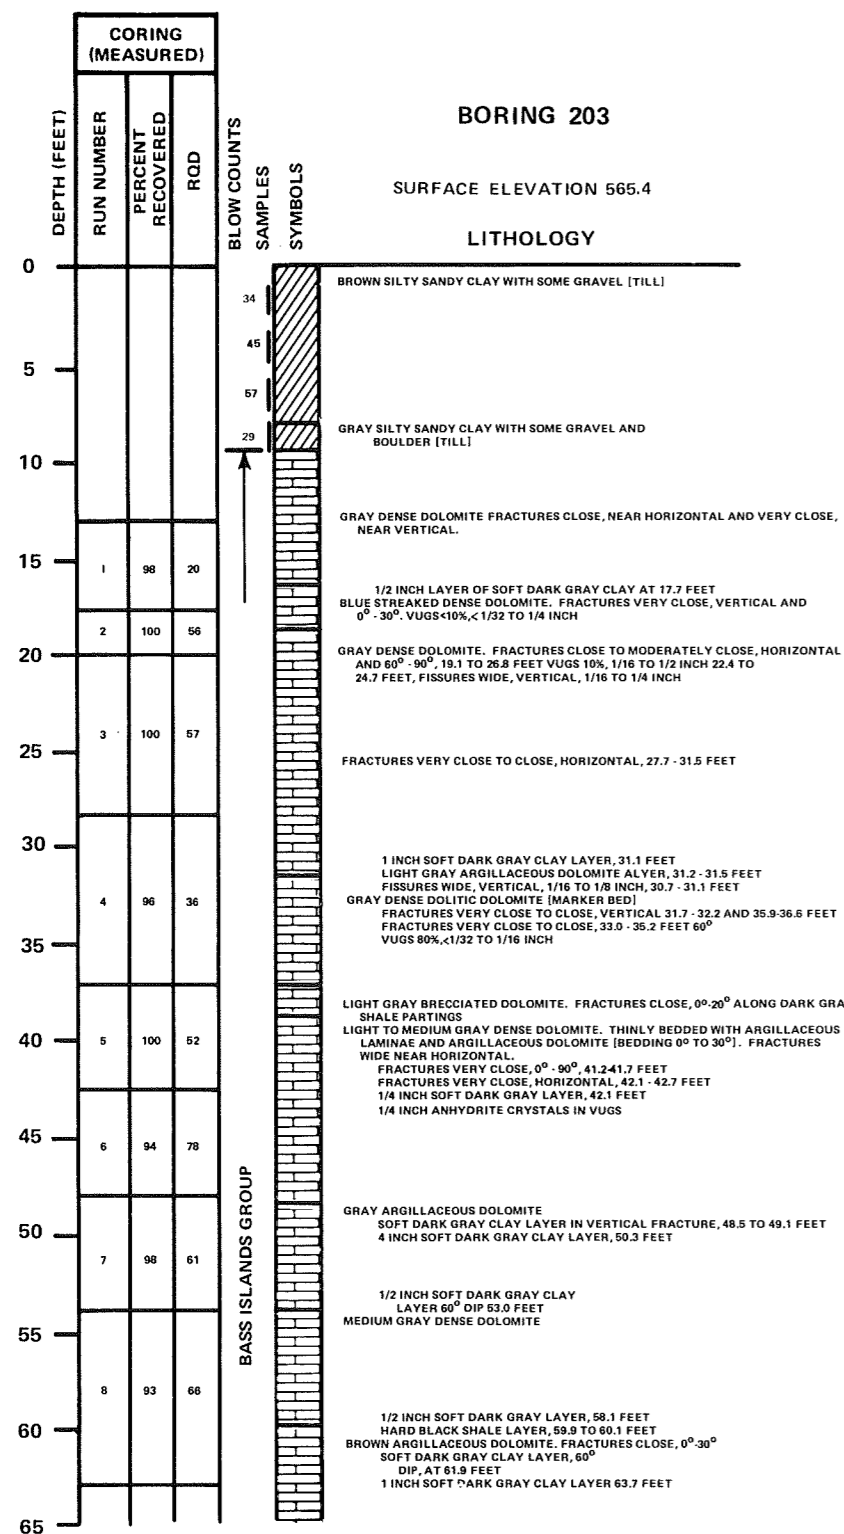 CORING
(MEASURED)
DEPTH (FEET)
RUN NUMBER
PERCENT
RECOVERED
RQD
BLOW COUNTS
SAMPLES
SYMBOLS
BORING 203
SURFACE ELEVATION 565.4
LITHOLOGY
0
BROWN SILTY SANDY CLAY WITH SOME GRAVEL [TILL]
34
45
5
57
29
GRAY SILTY SANDY CLAY WITH SOME GRAVEL AND
BOULDER [TILL]
10
GRAY DENSE DOLOMITE FRACTURES CLOSE, NEAR HORIZONTAL AND VERY CLOSE,
NEAR VERTICAL.
15
1 98 20
1/2 INCH LAYER OF SOFT DARK GRAY CLAY AT 17.7 FEET
BLUE STREAKED DENSE DOLOMITE. FRACTURES VERY CLOSE, VERTICAL AND
0° - 30°. VUGS<10%,< 1/32 TO 1/4 INCH
2 100 56
20
GRAY DENSE DOLOMITE. FRACTURES CLOSE TO MODERATELY CLOSE, HORIZONTAL
AND 60° - 90°, 19.1 TO 26.8 FEET VUGS 10%, 1/16 TO 1/2 INCH 22.4 TO
24.7 FEET, FISSURES WIDE, VERTICAL, 1/16 TO 1/4 INCH
3 100 57
25
FRACTURES VERY CLOSE TO CLOSE, HORIZONTAL, 27.7 - 31.5 FEET
30
1 INCH SOFT DARK GRAY CLAY LAYER, 31.1 FEET
LIGHT GRAY ARGILLACEOUS DOLOMITE ALYER, 31.2 - 31.5 FEET
FISSURES WIDE, VERTICAL, 1/16 TO 1/8 INCH, 30.7 - 31.1 FEET
4 96 36
GRAY DENSE DOLITIC DOLOMITE [MARKER BED]
FRACTURES VERY CLOSE TO CLOSE, VERTICAL 31.7 - 32.2 AND 35.9-36.6 FEET
FRACTURES VERY CLOSE TO CLOSE, 33.0 - 35.2 FEET 60°
VUGS 80%,<1/32 TO 1/16 INCH
35
LIGHT GRAY BRECCIATED DOLOMITE. FRACTURES CLOSE, 0°-20° ALONG DARK GRA
SHALE PARTINGS
40
5 100 52
LIGHT TO MEDIUM GRAY DENSE DOLOMITE. THINLY BEDDED WITH ARGILLACEOUS
LAMINAE AND ARGILLACEOUS DOLOMITE [BEDDING 0° TO 30°]. FRACTURES
WIDE NEAR HORIZONTAL.
FRACTURES VERY CLOSE, 0° - 90°, 41.2-41.7 FEET
FRACTURES VERY CLOSE, HORIZONTAL, 42.1 - 42.7 FEET
1/4 INCH SOFT DARK GRAY LAYER, 42.1 FEET
1/4 INCH ANHYDRITE CRYSTALS IN VUGS
45
6 94 78
BASS ISLANDS GROUP
GRAY ARGILLACEOUS DOLOMITE
SOFT DARK GRAY CLAY LAYER IN VERTICAL FRACTURE, 48.5 TO 49.1 FEET
4 INCH SOFT DARK GRAY CLAY LAYER, 50.3 FEET
50
7 98 61
1/2 INCH SOFT DARK GRAY CLAY
LAYER 60° DIP 53.0 FEET
MEDIUM GRAY DENSE DOLOMITE
55
8 93 66
1/2 INCH SOFT DARK GRAY LAYER, 58.1 FEET
HARD BLACK SHALE LAYER, 59.9 TO 60.1 FEET
60
BROWN ARGILLACEOUS DOLOMITE. FRACTURES CLOSE, 0°-30°
SOFT DARK GRAY CLAY LAYER, 60°
DIP, AT 61.9 FEET
1 INCH SOFT DARK GRAY CLAY LAYER 63.7 FEET
65